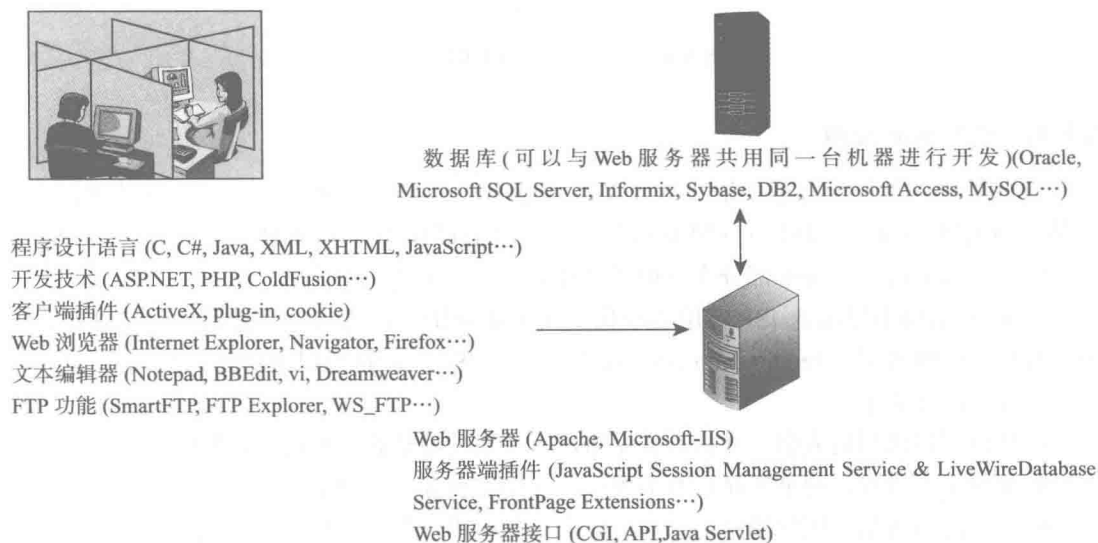 数据库(可以与 Web 服务器共用同一台机器进行开发)(Oracle,
Microsoft SQL Server, Informix, Sybase, DB2, Microsoft Access, MySQL…)
程序设计语言 (C, C#, Java, XML, XHTML, JavaScript…)
开发技术 (ASP.NET, PHP, ColdFusion…)
客户端插件 (ActiveX, plug-in, cookie)
Web 浏览器 (Internet Explorer, Navigator, Firefox…)
文本编辑器 (Notepad, BBEdit, vi, Dreamweaver…)
FTP 功能 (SmartFTP, FTP Explorer, WS_FTP…)
Web 服务器 (Apache, Microsoft-IIS)
服务器端插件 (JavaScript Session Management Service & LiveWireDatabase
Service, FrontPage Extensions…)
Web 服务器接口 (CGI, API,Java Servlet)